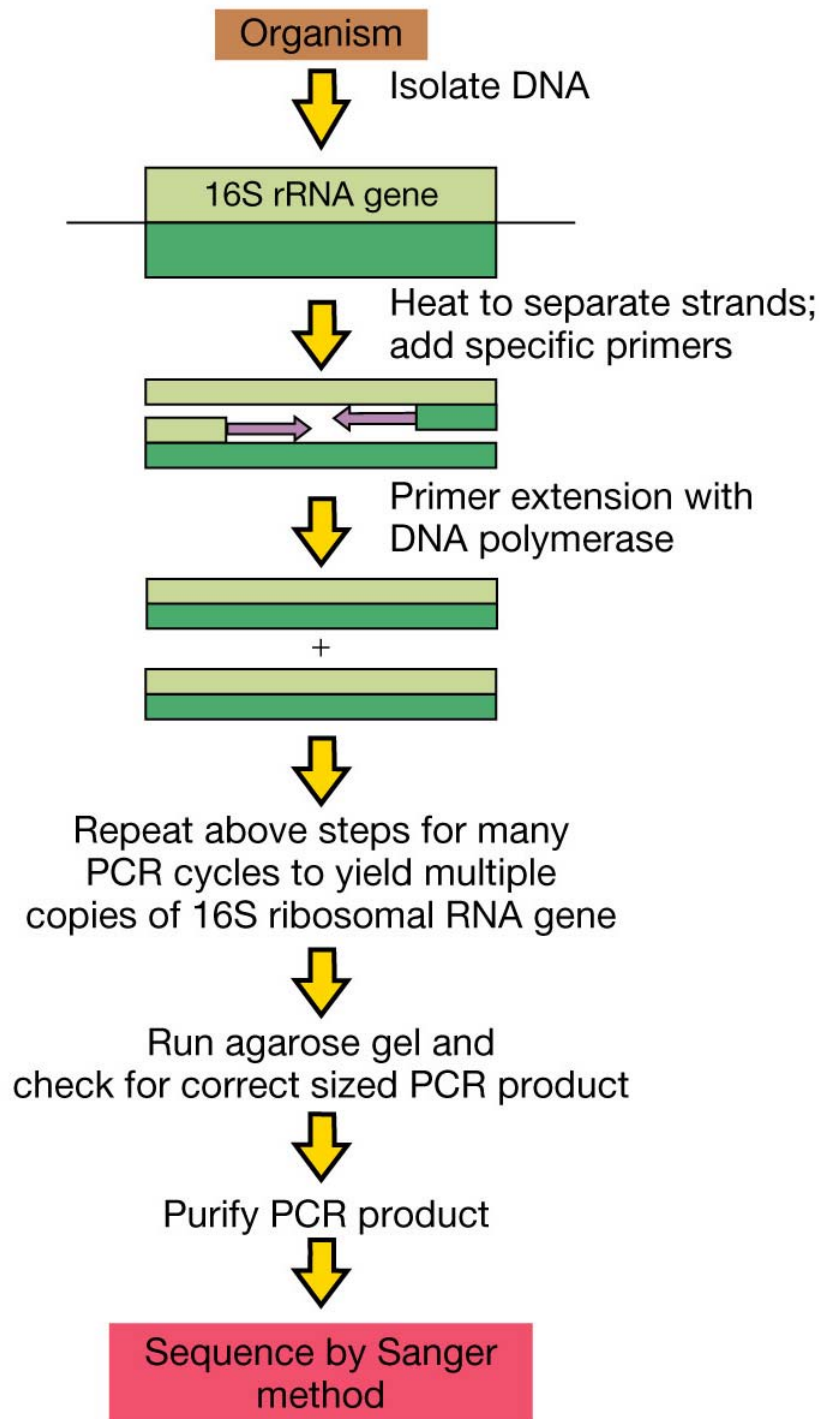 Organism
Isolate DNA
16S rRNA gene
Heat to separate strands;
add specific primers
Primer extension with
DNA polymerase
+
Repeat above steps for many
PCR cycles to yield multiple
copies of 16S ribosomal RNA gene
Run agarose gel and
check for correct sized PCR product
Purify PCR product
Sequence by Sanger
method